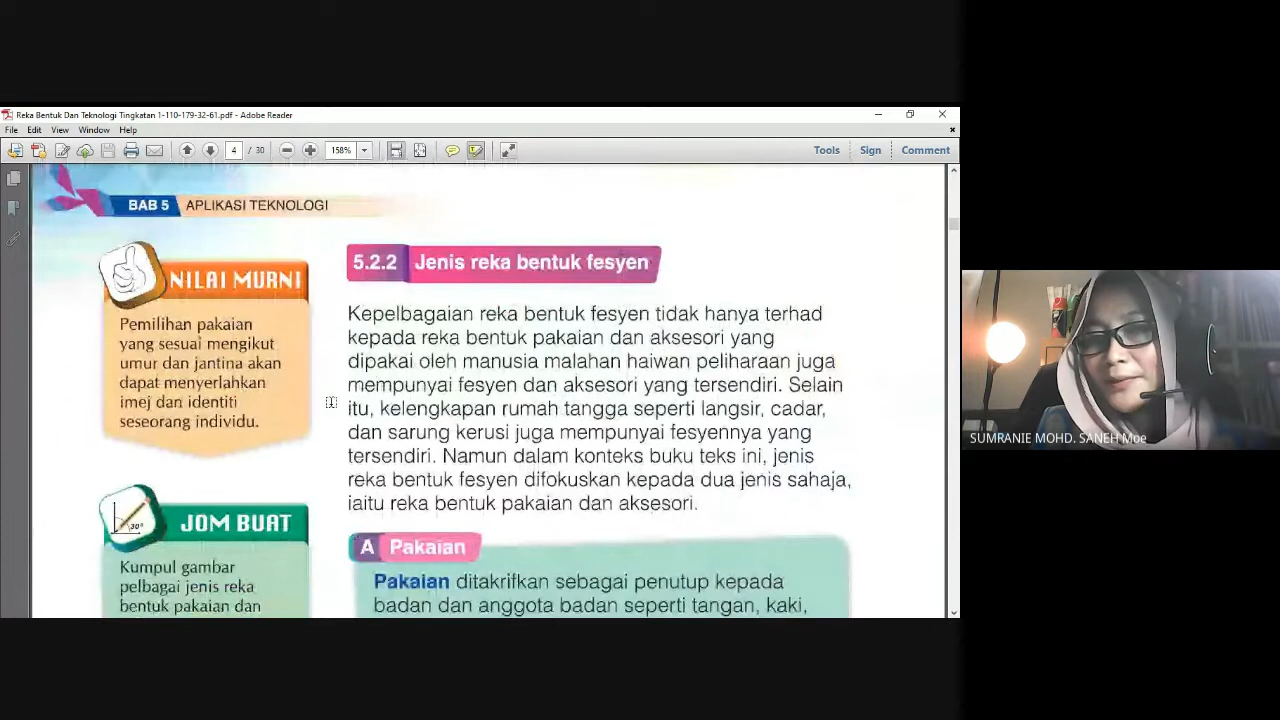 Reka Bentuk Dan Teknologi Tingkatan 1-110-179-32-61.pdf - Adobe Reader
File Edit View Window Help
4 / 30
158%
Tools Sign Comment
BAB 5 APLIKASI TEKNOLOGI
NILAI MURNI
Pemilihan pakaian
yang sesuai mengikut
umur dan jantina akan
dapat menyerlahkan
imej dan identiti
seseorang individu.
JOM BUAT
30°
Kumpul gambar
pelbagai jenis reka
bentuk pakaian dan
5.2.2 Jenis reka bentuk fesyen
Kepelbagaian reka bentuk fesyen tidak hanya terhad
kepada reka bentuk pakaian dan aksesori yang
dipakai oleh manusia malahan haiwan peliharaan juga
mempunyai fesyen dan aksesori yang tersendiri. Selain
itu, kelengkapan rumah tangga seperti langsir, cadar,
dan sarung kerusi juga mempunyai fesyennya yang
tersendiri. Namun dalam konteks buku teks ini, jenis
reka bentuk fesyen difokuskan kepada dua jenis sahaja,
iaitu reka bentuk pakaian dan aksesori.
A Pakaian
Pakaian ditakrifkan sebagai penutup kepada
badan dan anggota badan seperti tangan, kaki,
SUMRANIE MOHD. SANEH Moe